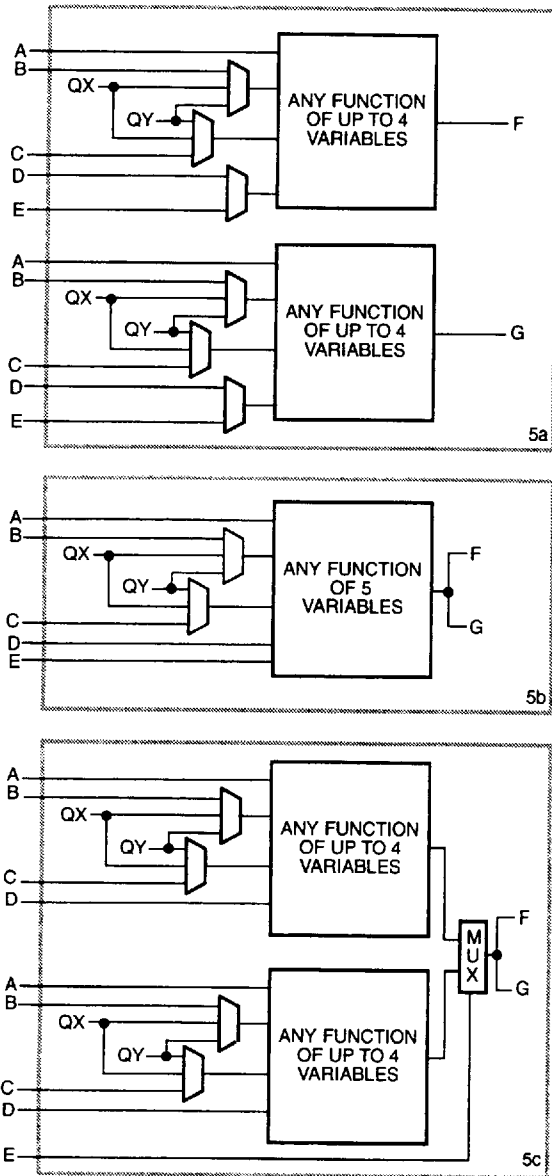 A
B
QX
QY
C
D
E
ANY FUNCTION
OF UP TO 4
VARIABLES
F
A
B
QX
QY
C
D
E
ANY FUNCTION
OF UP TO 4
VARIABLES
G
5a
A
B
QX
QY
C
D
E
ANY FUNCTION
OF 5
VARIABLES
F
G
5b
A
B
QX
QY
C
D
ANY FUNCTION
OF UP TO 4
VARIABLES
A
B
QX
QY
C
D
ANY FUNCTION
OF UP TO 4
VARIABLES
MUX
F
G
E
5c